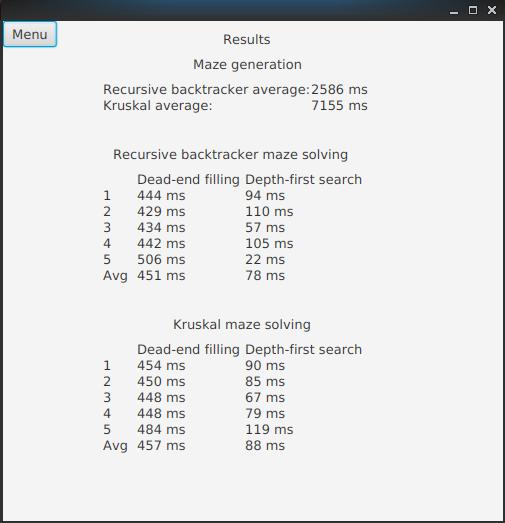 Menu
Results
Maze generation
Recursive backtracker average: 2586 ms
Kruskal average: 7155 ms
Recursive backtracker maze solving
Dead-end filling Depth-first search
1 444 ms 94 ms
2 429 ms 110 ms
3 434 ms 57 ms
4 442 ms 105 ms
5 506 ms 22 ms
Avg 451 ms 78 ms
Kruskal maze solving
Dead-end filling Depth-first search
1 454 ms 90 ms
2 450 ms 85 ms
3 448 ms 67 ms
4 448 ms 79 ms
5 484 ms 119 ms
Avg 457 ms 88 ms